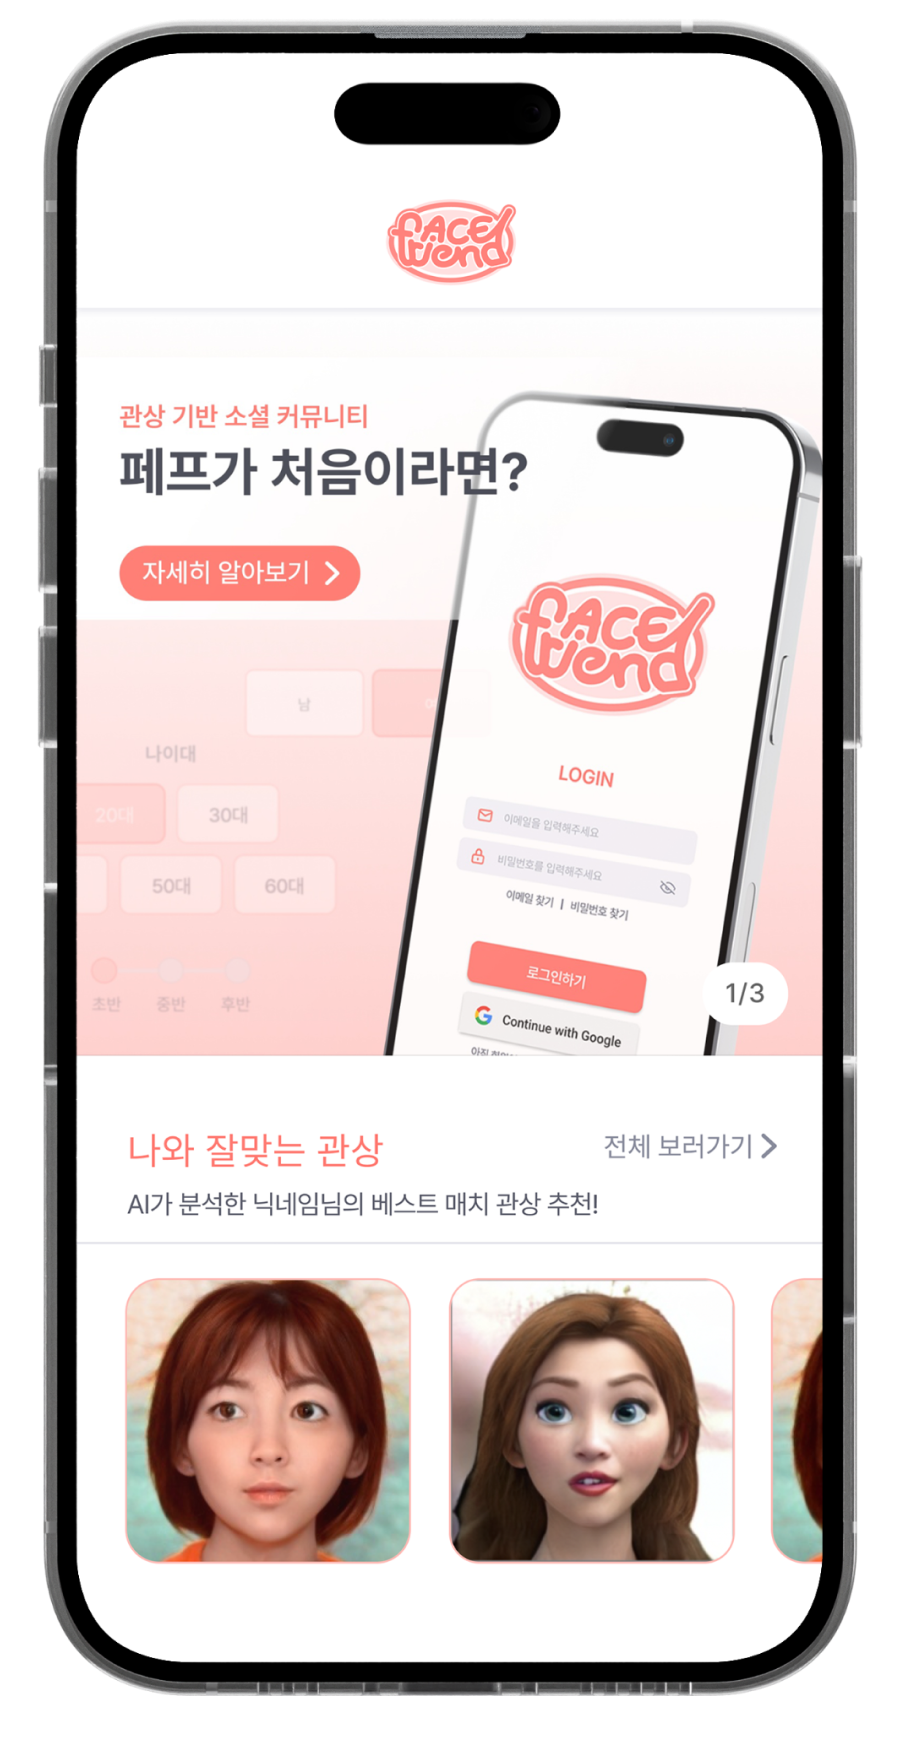 fACE
friend
관상 기반 소셜 커뮤니티
페프가 처음이라면?
자세히 알아보기
fACE
friend
남
나이대
20대 30대
50대 60대
초반 중반 후반
LOGIN
이메일을 입력해주세요
비밀번호를 입력해주세요
이메일 찾기 | 비밀번호 찾기
로그인하기
Continue with Google
1/3
나와 잘맞는 관상
전체 보러가기
AI가 분석한 닉네임님의 베스트 매치 관상 추천!